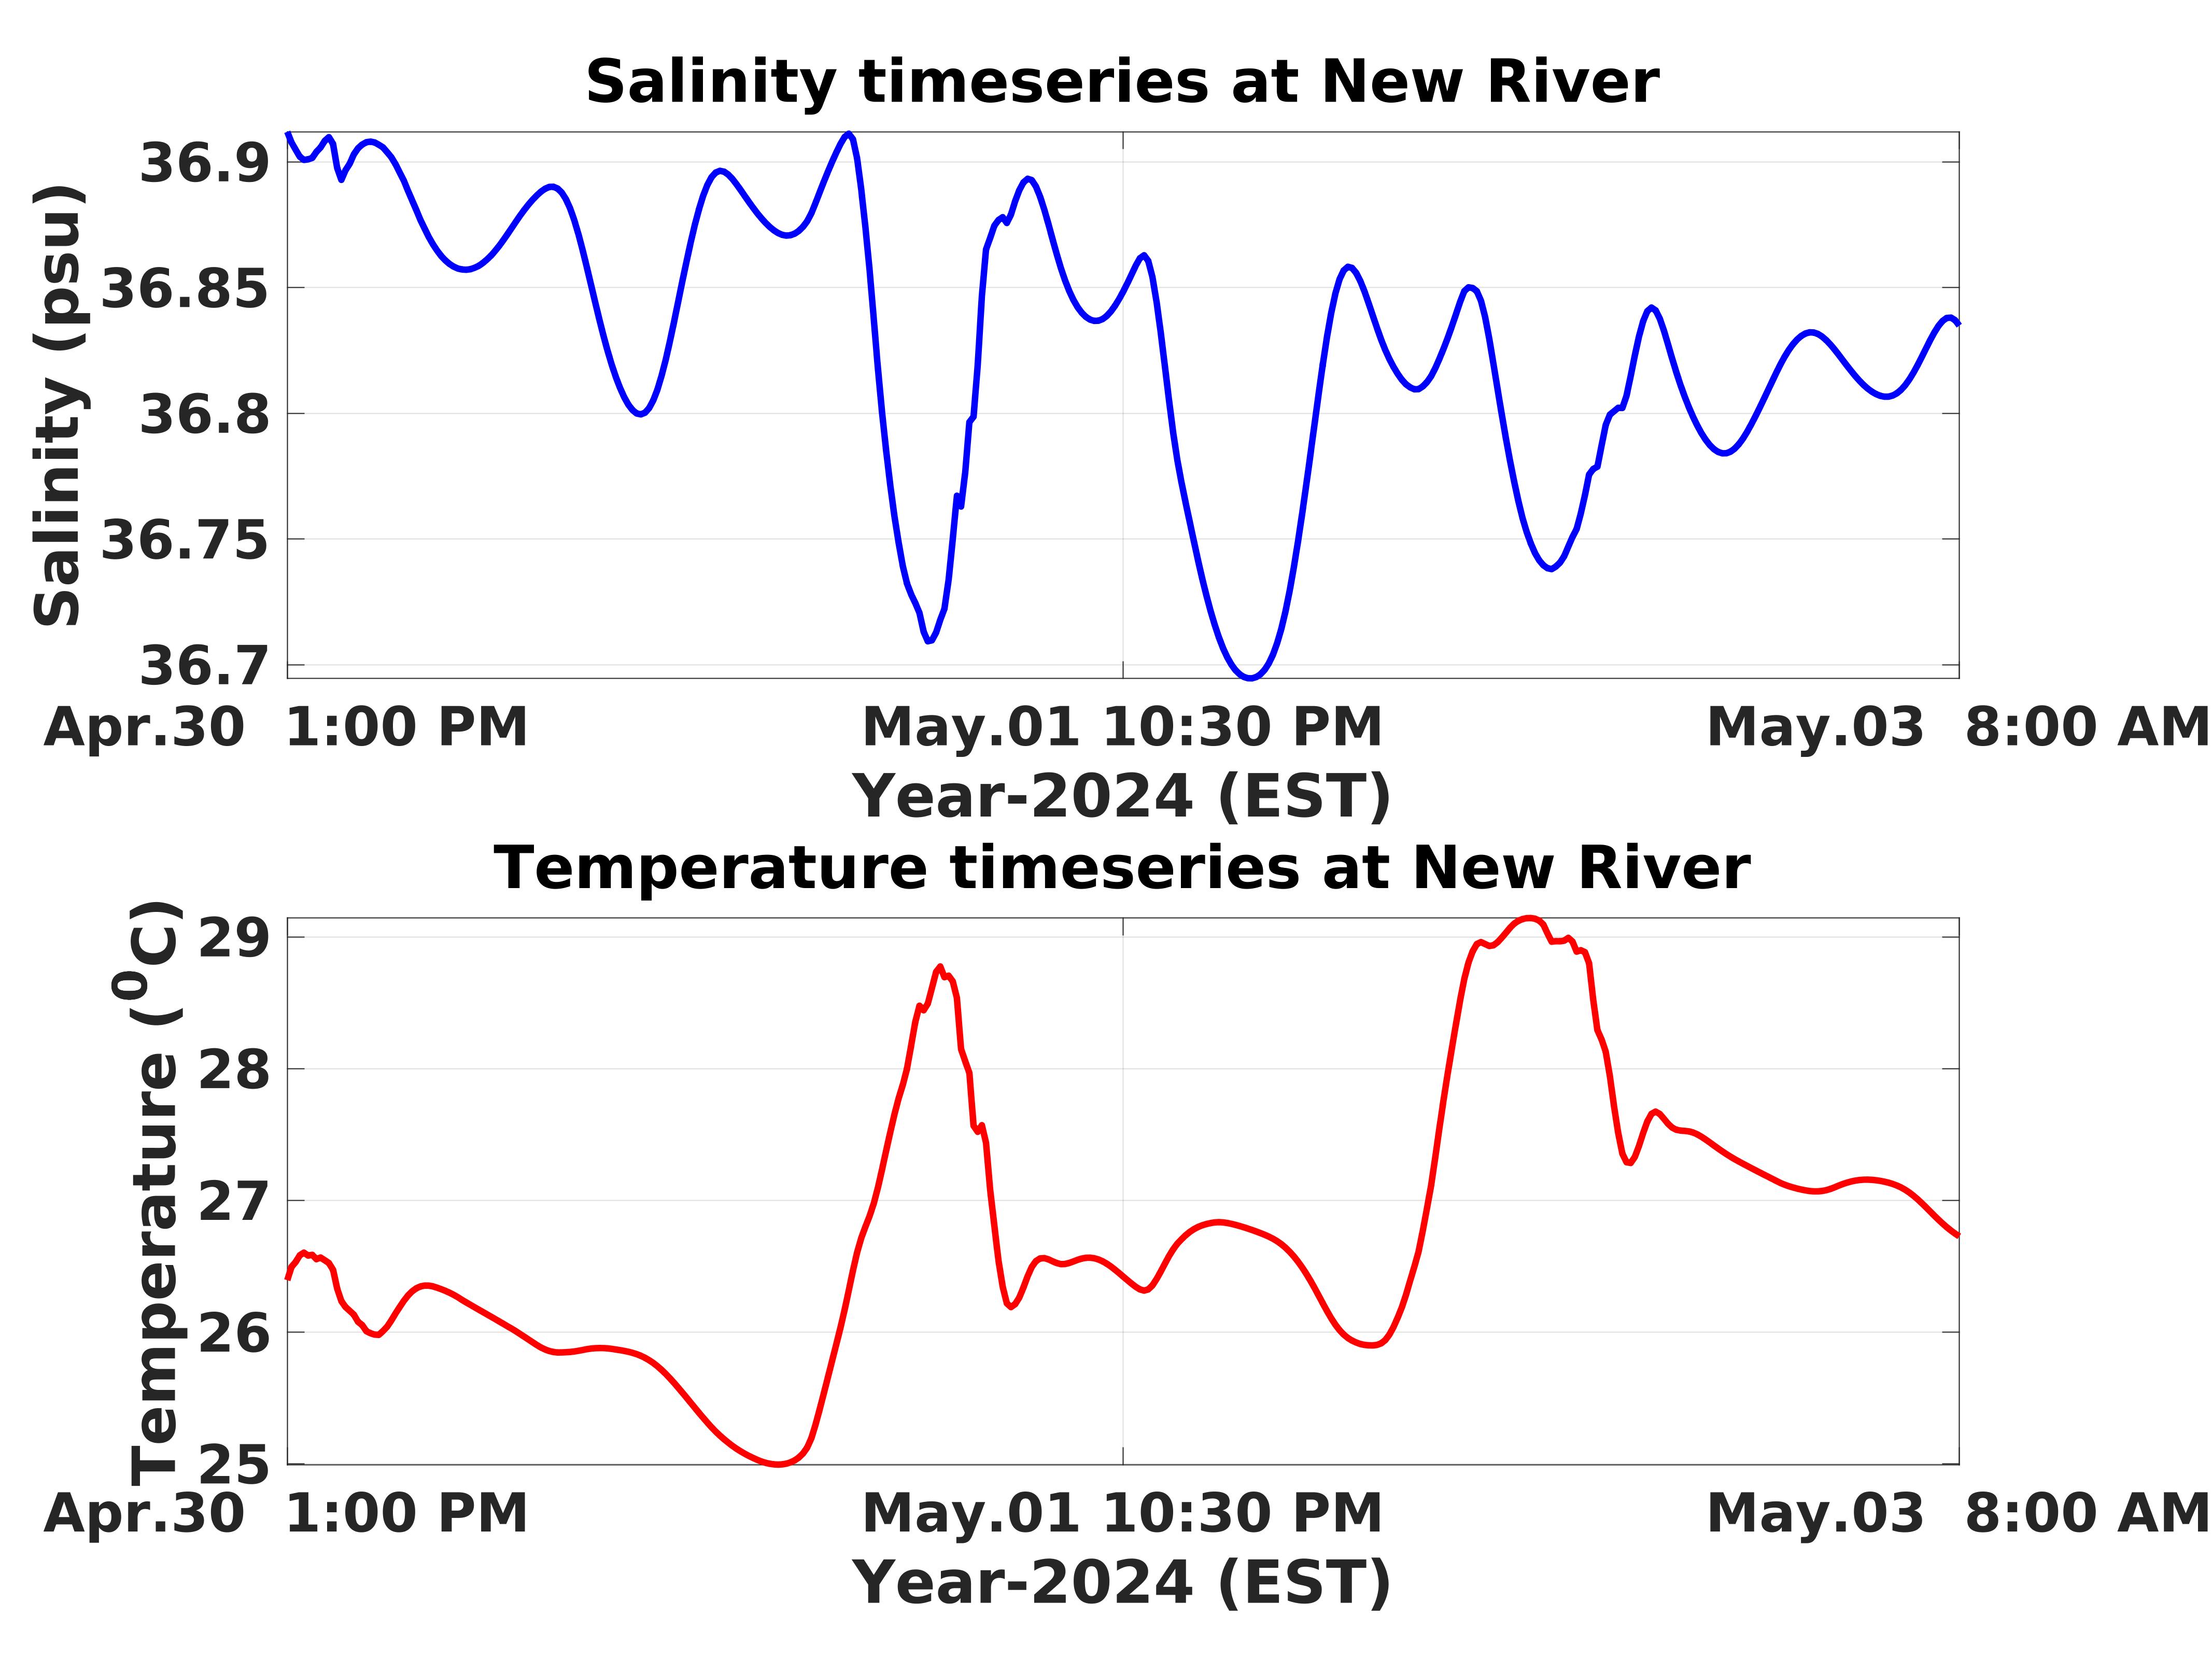 Salinity timeseries at New River
Salinity (psu)
36.9
36.85
36.8
36.75
36.7
Apr.30 1:00 PM May.01 10:30 PM May.03 8:00 AM
Year-2024 (EST)
Temperature timeseries at New River
Temperature (⁰C)
29
28
27
26
25
Apr.30 1:00 PM May.01 10:30 PM May.03 8:00 AM
Year-2024 (EST)